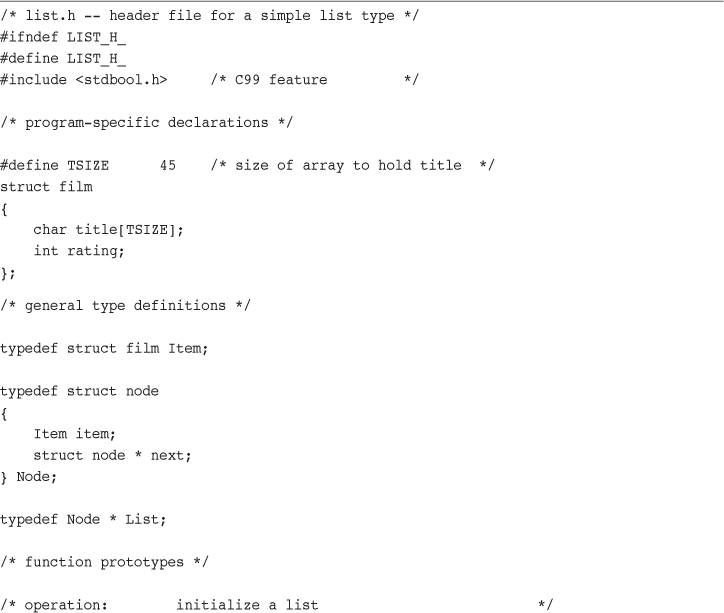 /* list.h -- header file for a simple list type */
#ifndef LIST_H_
#define LIST_H_
#include <stdbool.h>     /* C99 feature         */
/* program-specific declarations */
#define TSIZE      45    /* size of array to hold title  */
struct film
{
    char title[TSIZE];
    int rating;
};
/* general type definitions */
typedef struct film Item;
typedef struct node
{
    Item item;
    struct node * next;
} Node;
typedef Node * List;
/* function prototypes */
/* operation:        initialize a list                          */